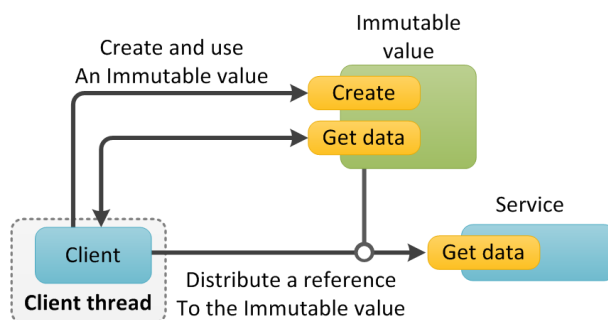 Immutable
value
Create and use
An Immutable value
Create
Get data
Service
Client
Get data
Client thread
Distribute a reference
To the Immutable value